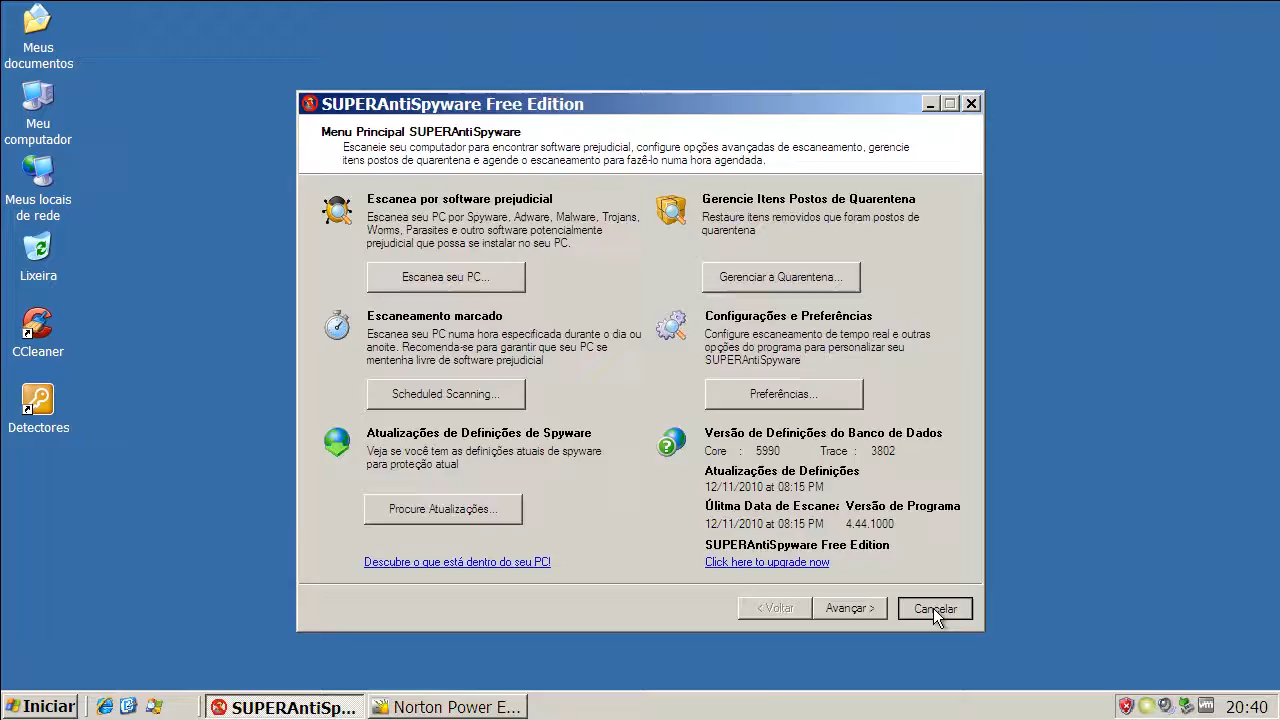 Meus
documentos
Meu
computador
Meus locais
de rede
Lixeira
CCleaner
Detectores
SUPERAntiSpyware Free Edition
Menu Principal SUPERAntiSpyware
Escaneie seu computador para encontrar software prejudicial, configure opções avançadas de escaneamento, gerencie
itens postos de quarentena e agende o escaneamento para fazê-lo numa hora agendada.
Escanea por software prejudicial
Escanea seu PC por Spyware, Adware, Malware, Trojans,
Worms, Parasites e outro software potencialmente
prejudicial que possa se instalar no seu PC.
Escanea seu PC...
Gerencie Itens Postos de Quarentena
Restaure itens removidos que foram postos de
quarentena
Gerenciar a Quarentena...
Escaneamento marcado
Escanea seu PC numa hora especificada durante o dia ou
anoite. Recomenda-se para garantir que seu PC se
mentenha livre de software prejudicial
Scheduled Scanning...
Configurações e Preferências
Configure escaneamento de tempo real e outras
opções do programa para personalizar seu
SUPERAntiSpyware
Preferências...
Atualizações de Definições de Spyware
Veja se você tem as definições atuais de spyware
para proteção atual
Procure Atualizações...
Descubre o que está dentro do seu PC!
Versão de Definições do Banco de Dados
Core : 5990 Trace : 3802
Atualizações de Definições
12/11/2010 at 08:15 PM
Úlitma Data de Escanea Versão de Programa
12/11/2010 at 08:15 PM 4.44.1000
SUPERAntiSpyware Free Edition
Click here to upgrade now
< Voltar
Avançar >
Cancelar
Iniciar
SUPERAntiSp...
Norton Power E...
20:40